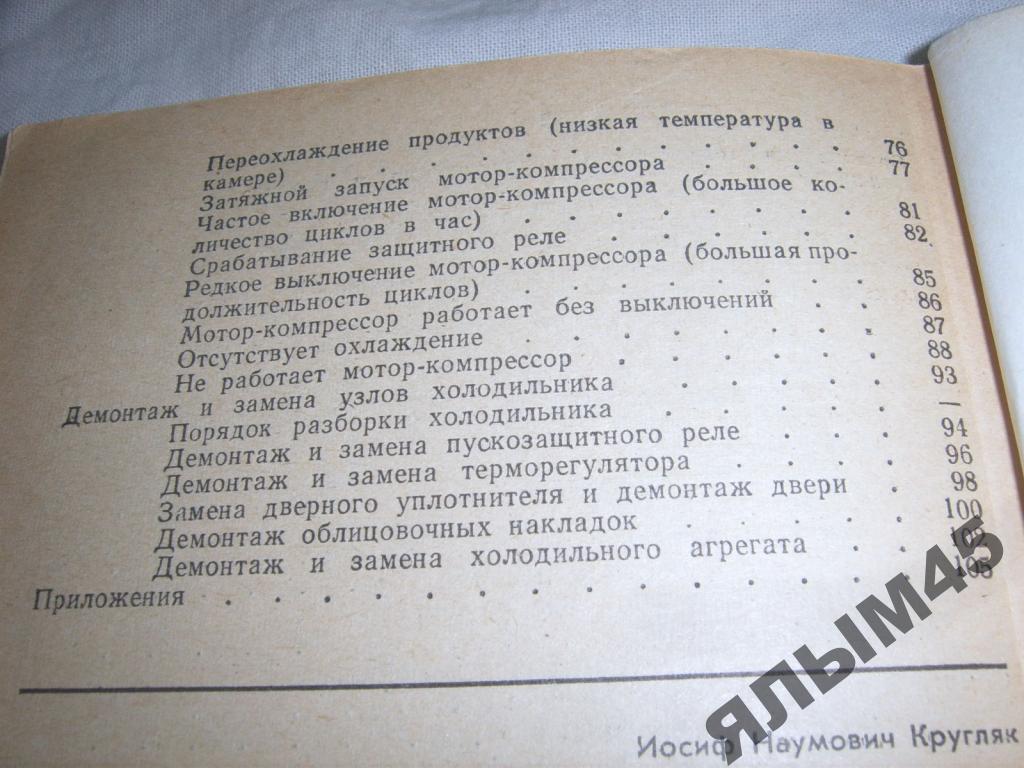 Переохлаждение продуктов (низкая температура в
камере) . . . . . . . . . . 76
Затяжной запуск мотор-компрессора . . . . 77
Частое включение мотор-компрессора (большое ко-
личество циклов в час) . . . . . . . 81
Срабатывание защитного реле . . . . . 82
Редкое выключение мотор-компрессора (большая про-
должительность циклов) . . . . . . . 85
Мотор-компрессор работает без выключений . . 86
Отсутствует охлаждение . . . . . . . 87
Не работает мотор-компрессор . . . . . 88
Демонтаж и замена узлов холодильника . . . . . 93
Порядок разборки холодильника . . . . . —
Демонтаж и замена пускозащитного реле . . . 94
Демонтаж и замена терморегулятора . . . . 96
Замена дверного уплотнителя и демонтаж двери . 98
Демонтаж облицовочных накладок . . . . 100
Демонтаж и замена холодильного агрегата . . 102
Приложения . . . . . . . . . . . . 105
Иосиф Наумович Кругляк
ЯЛЫМ45